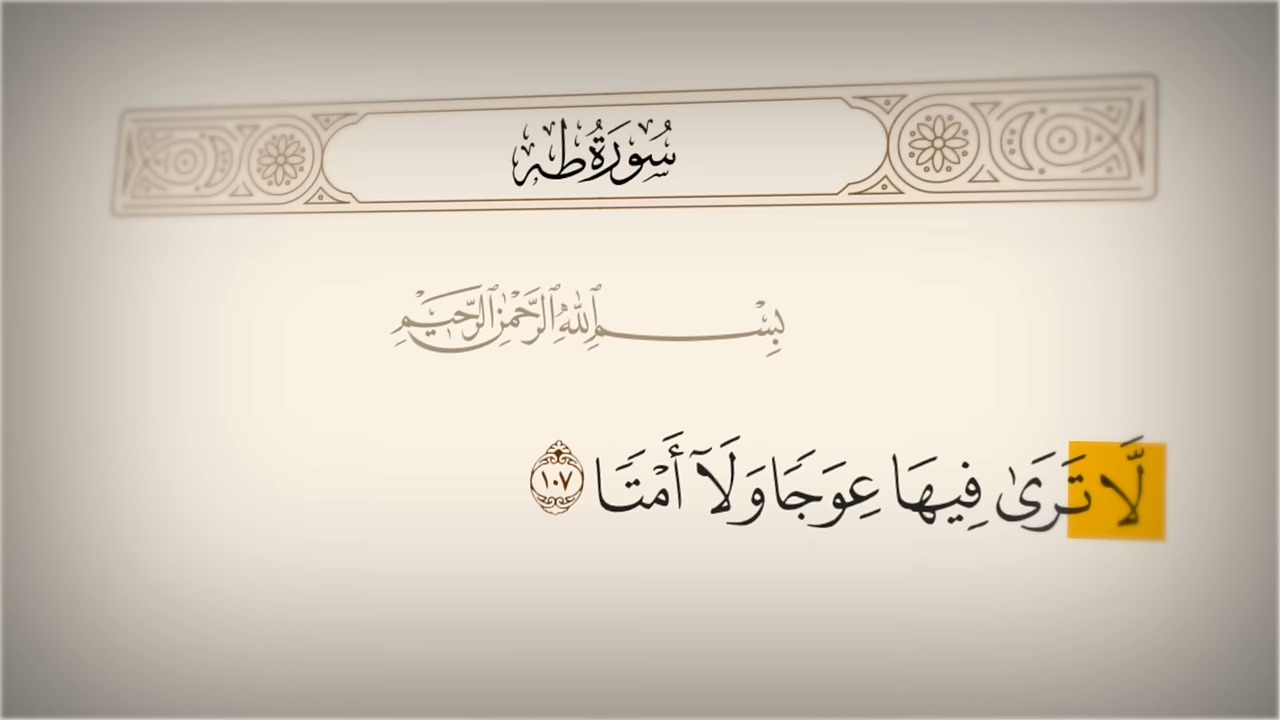 سُورَةُ طه
بِسْمِ ٱللَّهِ ٱلرَّحْمَٰنِ ٱلرَّحِيمِ
لَّا تَرَىٰ فِيهَا عِوَجًا وَلَآ أَمْتًا ١٠٧